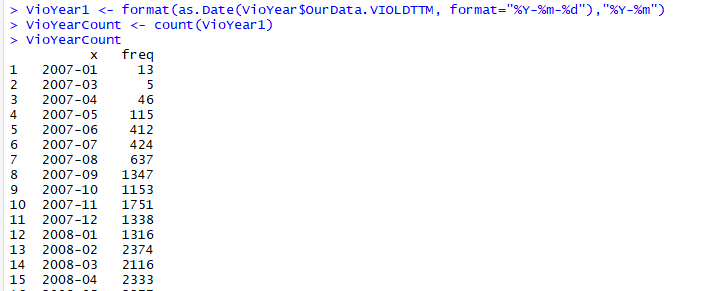 > VioYear1 <- format(as.Date(VioYear$OurData.VIOLDTTM, format="%Y-%m-%d"),"%Y-%m")
> VioYearCount <- count(VioYear1)
> VioYearCount
x freq
1 2007-01 13
2 2007-03 5
3 2007-04 46
4 2007-05 115
5 2007-06 412
6 2007-07 424
7 2007-08 637
8 2007-09 1347
9 2007-10 1153
10 2007-11 1751
11 2007-12 1338
12 2008-01 1316
13 2008-02 2374
14 2008-03 2116
15 2008-04 2333